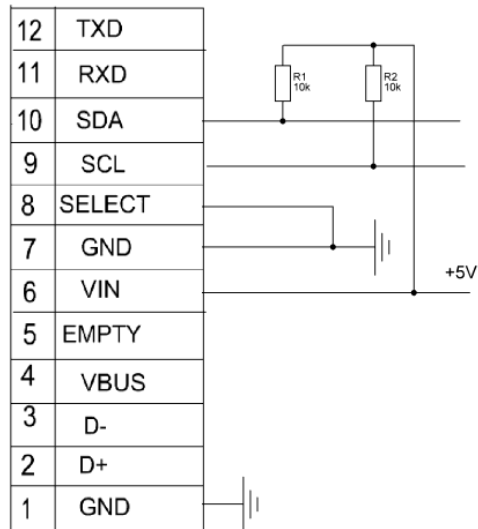 12 TXD
11 RXD
R1
10k
R2
10k
10 SDA
9 SCL
8 SELECT
7 GND
+5V
6 VIN
5 EMPTY
4 VBUS
3 D-
2 D+
1 GND